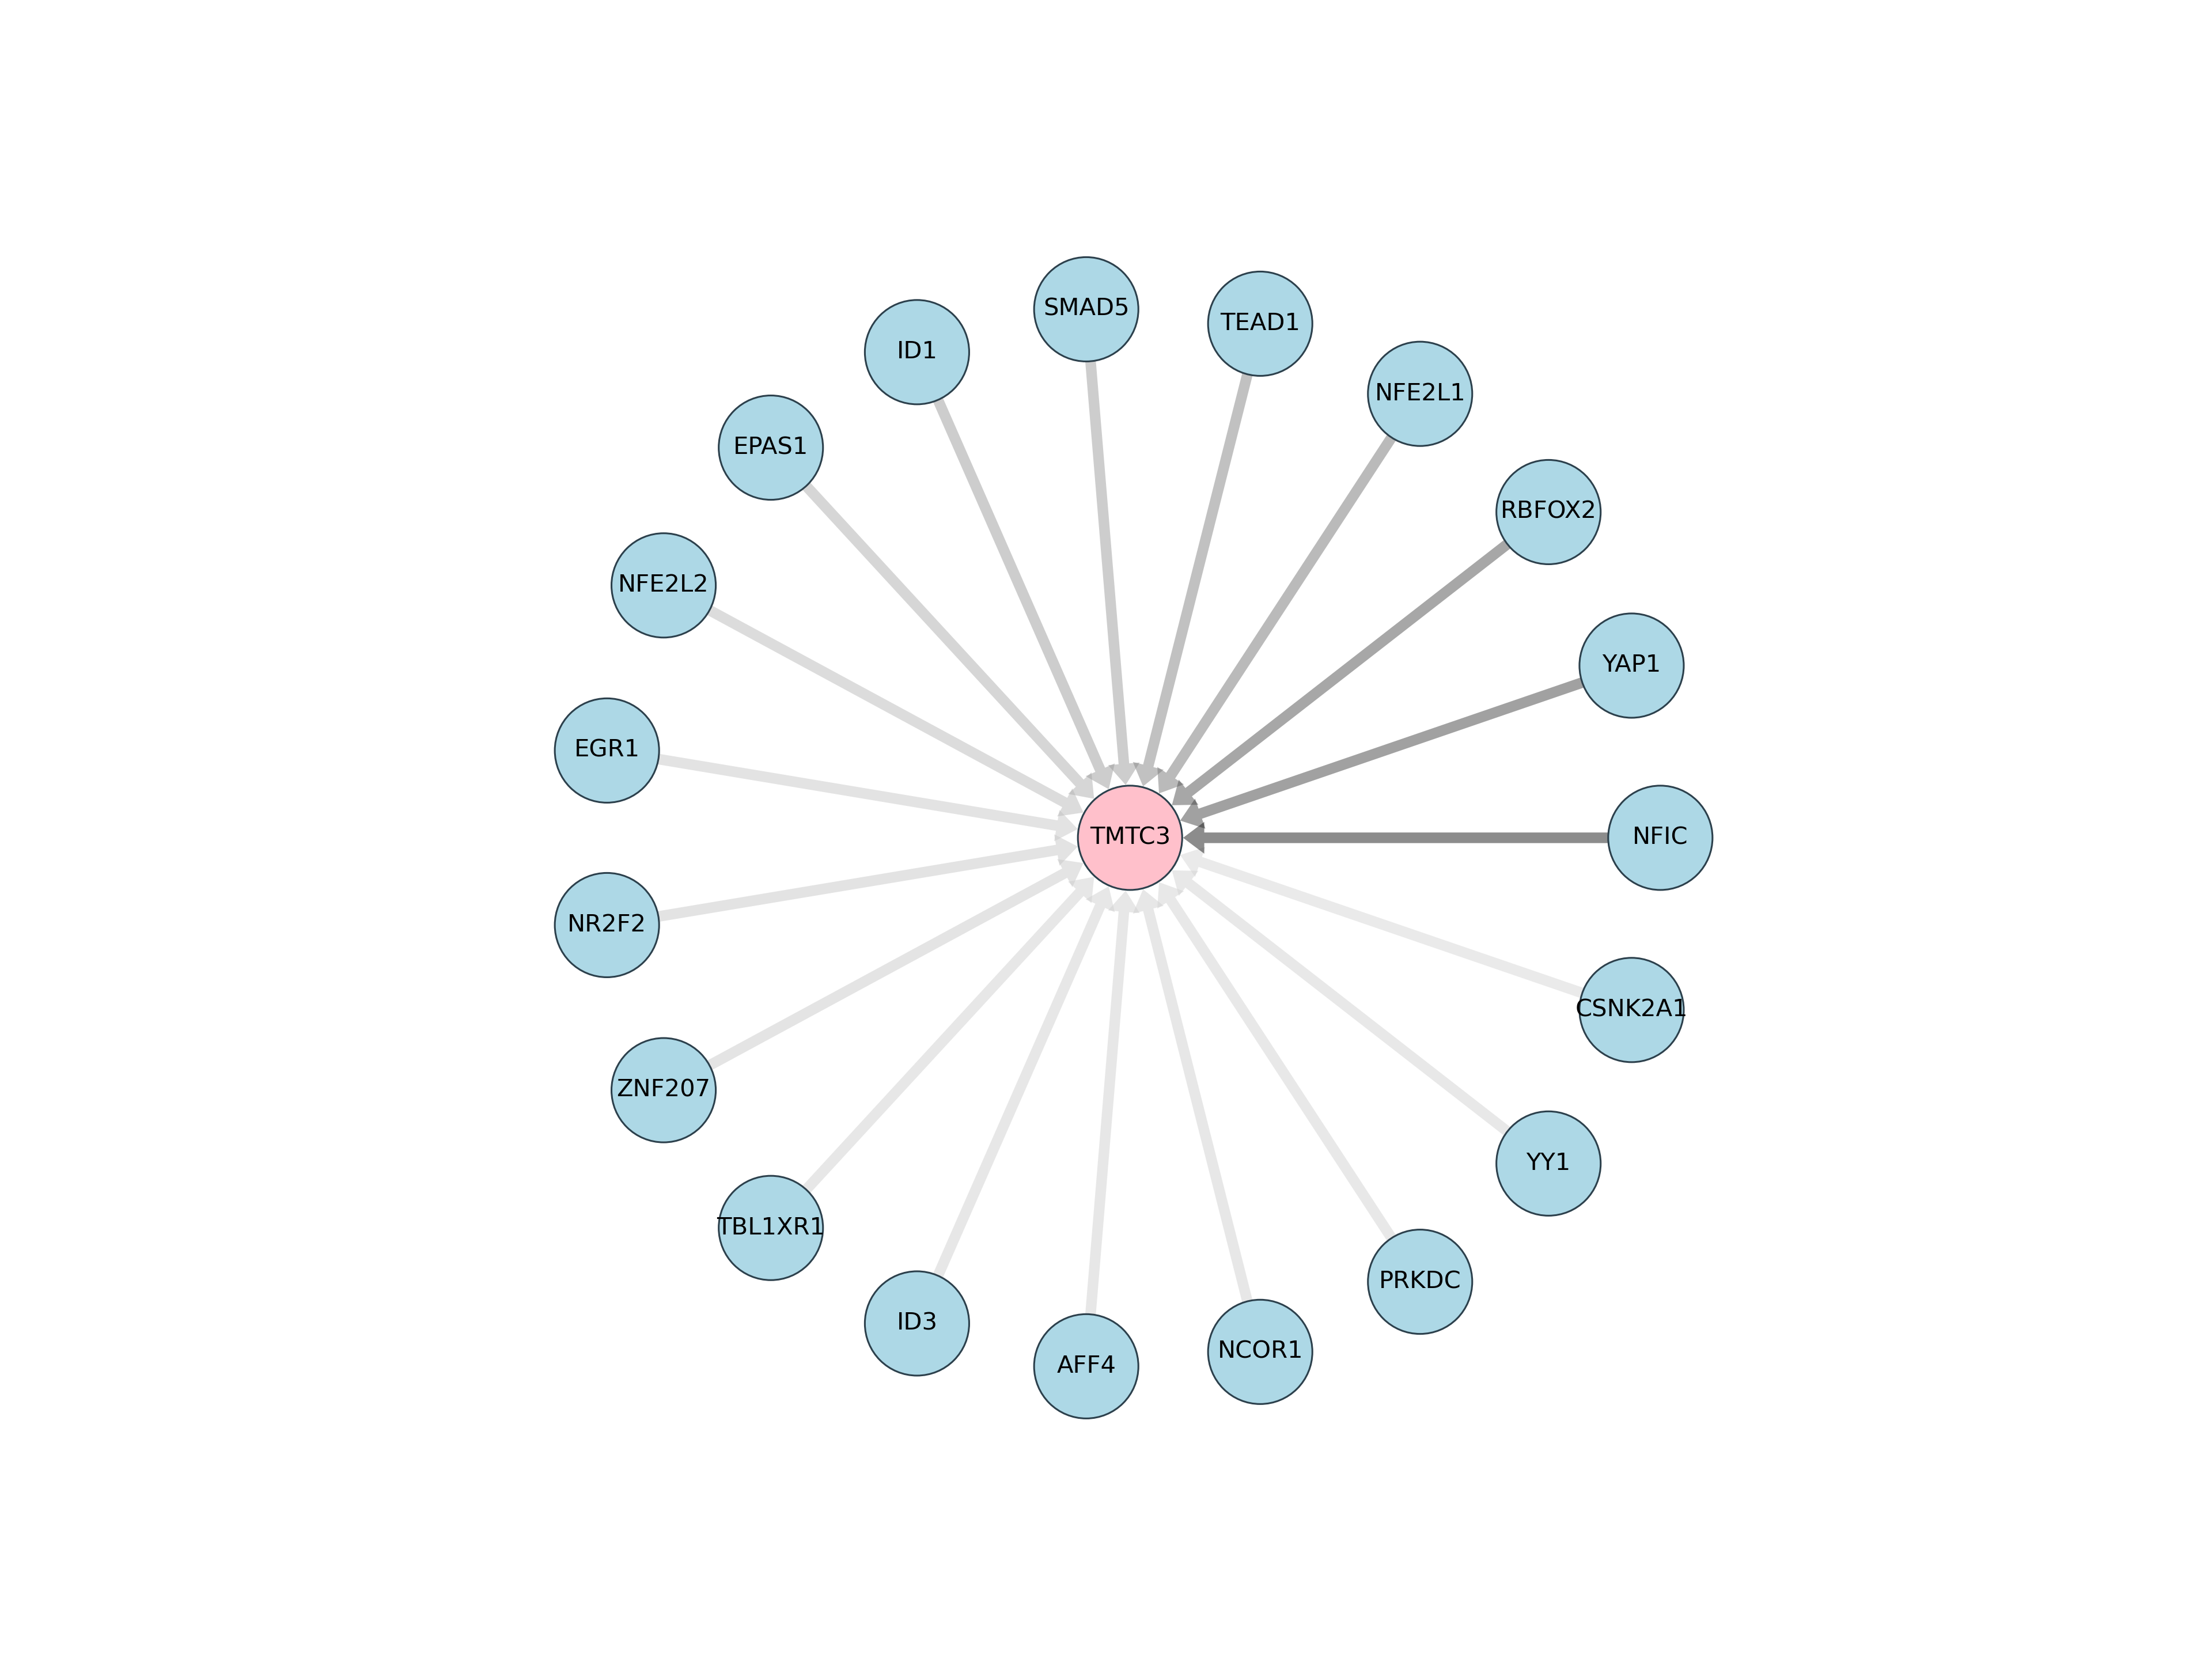 SMAD5
TEAD1
ID1
NFE2L1
EPAS1
RBFOX2
NFE2L2
YAP1
EGR1
TMTC3
NFIC
NR2F2
CSNK2A1
ZNF207
YY1
TBL1XR1
PRKDC
ID3
NCOR1
AFF4